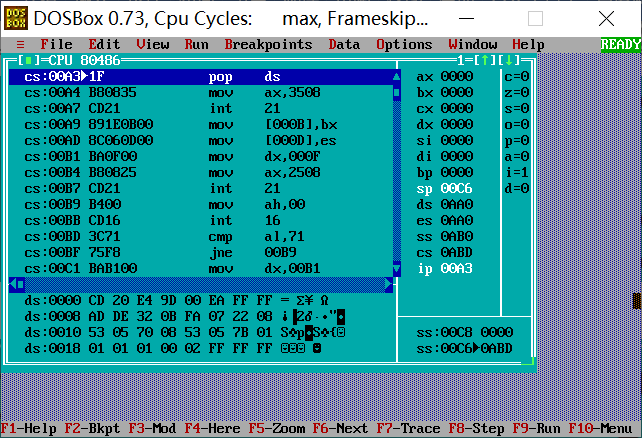 DOSBox 0.73, Cpu Cycles:     max, Frameskip...
≡ File Edit View Run Breakpoints Data Options Window Help READY
[■]=CPU 80486 1=[↑][↓]
cs:00A3►1F pop ds ax 0000 c=0
cs:00A4 B80835 mov ax,3508 bx 0000 z=0
cs:00A7 CD21 int 21 cx 0000 s=0
cs:00A9 891E0B00 mov [000B],bx dx 0000 o=0
cs:00AD 8C060D00 mov [000D],es si 0000 p=0
cs:00B1 BA0F00 mov dx,000F di 0000 a=0
cs:00B4 B80825 mov ax,2508 bp 0000 i=1
cs:00B7 CD21 int 21 sp 00C6 d=0
cs:00B9 B400 mov ah,00 ds 0AA0
cs:00BB CD16 int 16 es 0AA0
cs:00BD 3C71 cmp al,71 ss 0AB0
cs:00BF 75F8 jne 00B9 cs 0ABD
cs:00C1 BAB100 mov dx,00B1 ip 00A3
ds:0000 CD 20 E4 9D 00 EA FF FF = Σ¥ Ω
ds:0008 AD DE 32 0B FA 07 22 08
ds:0010 53 05 70 08 53 05 7B 01
ds:0018 01 01 01 00 02 FF FF FF
ss:00C8 0000
ss:00C6►0ABD
F1-Help F2-Bkpt F3-Mod F4-Here F5-Zoom F6-Next F7-Trace F8-Step F9-Run F10-Menu